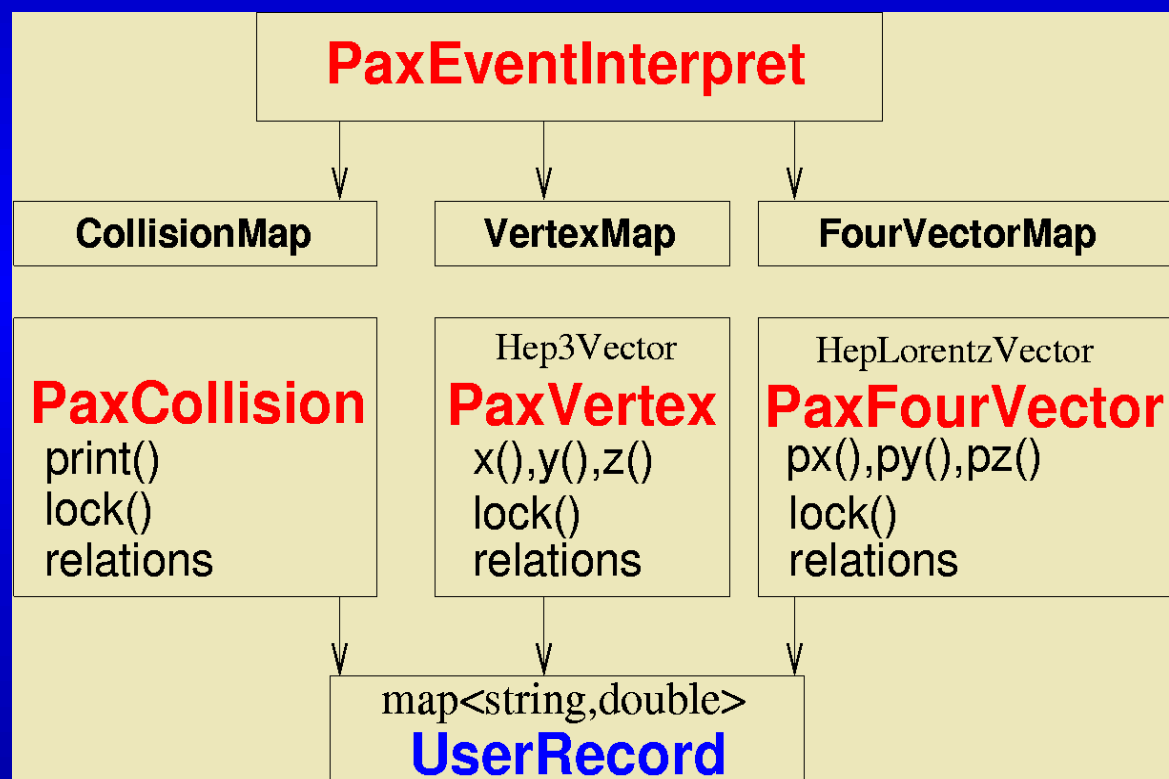 PaxEventInterpret
CollisionMap
VertexMap
FourVectorMap
PaxCollision
print()
lock()
relations
Hep3Vector
PaxVertex
x(),y(),z()
lock()
relations
HepLorentzVector
PaxFourVector
px(),py(),pz()
lock()
relations
map<string,double>
UserRecord